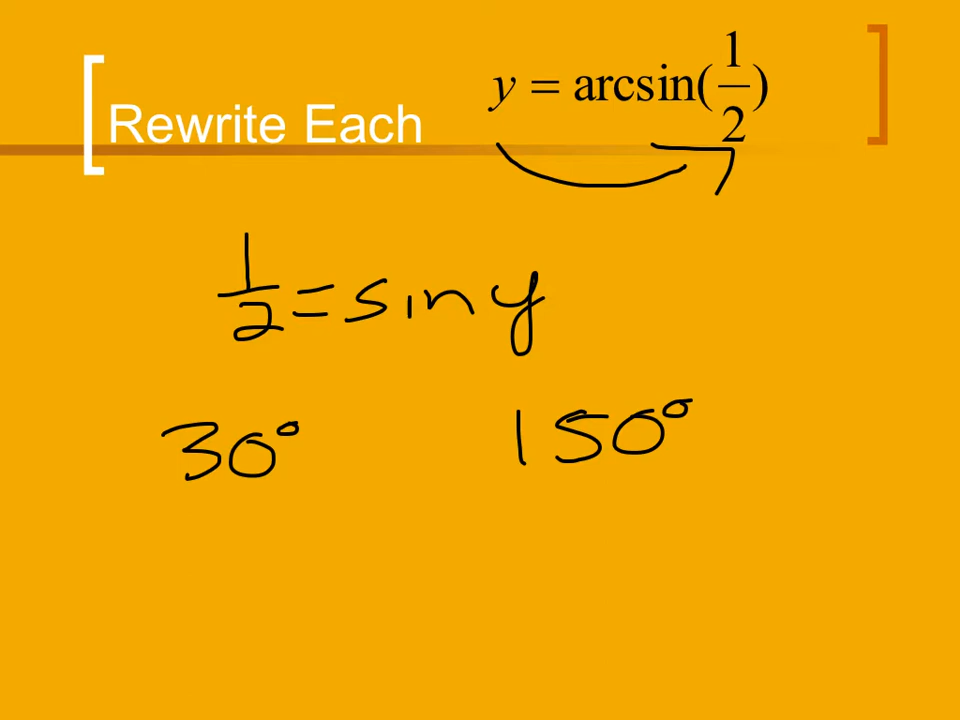 Rewrite Each y = arcsin(1/2)
1/2 = sin y
30° 150°